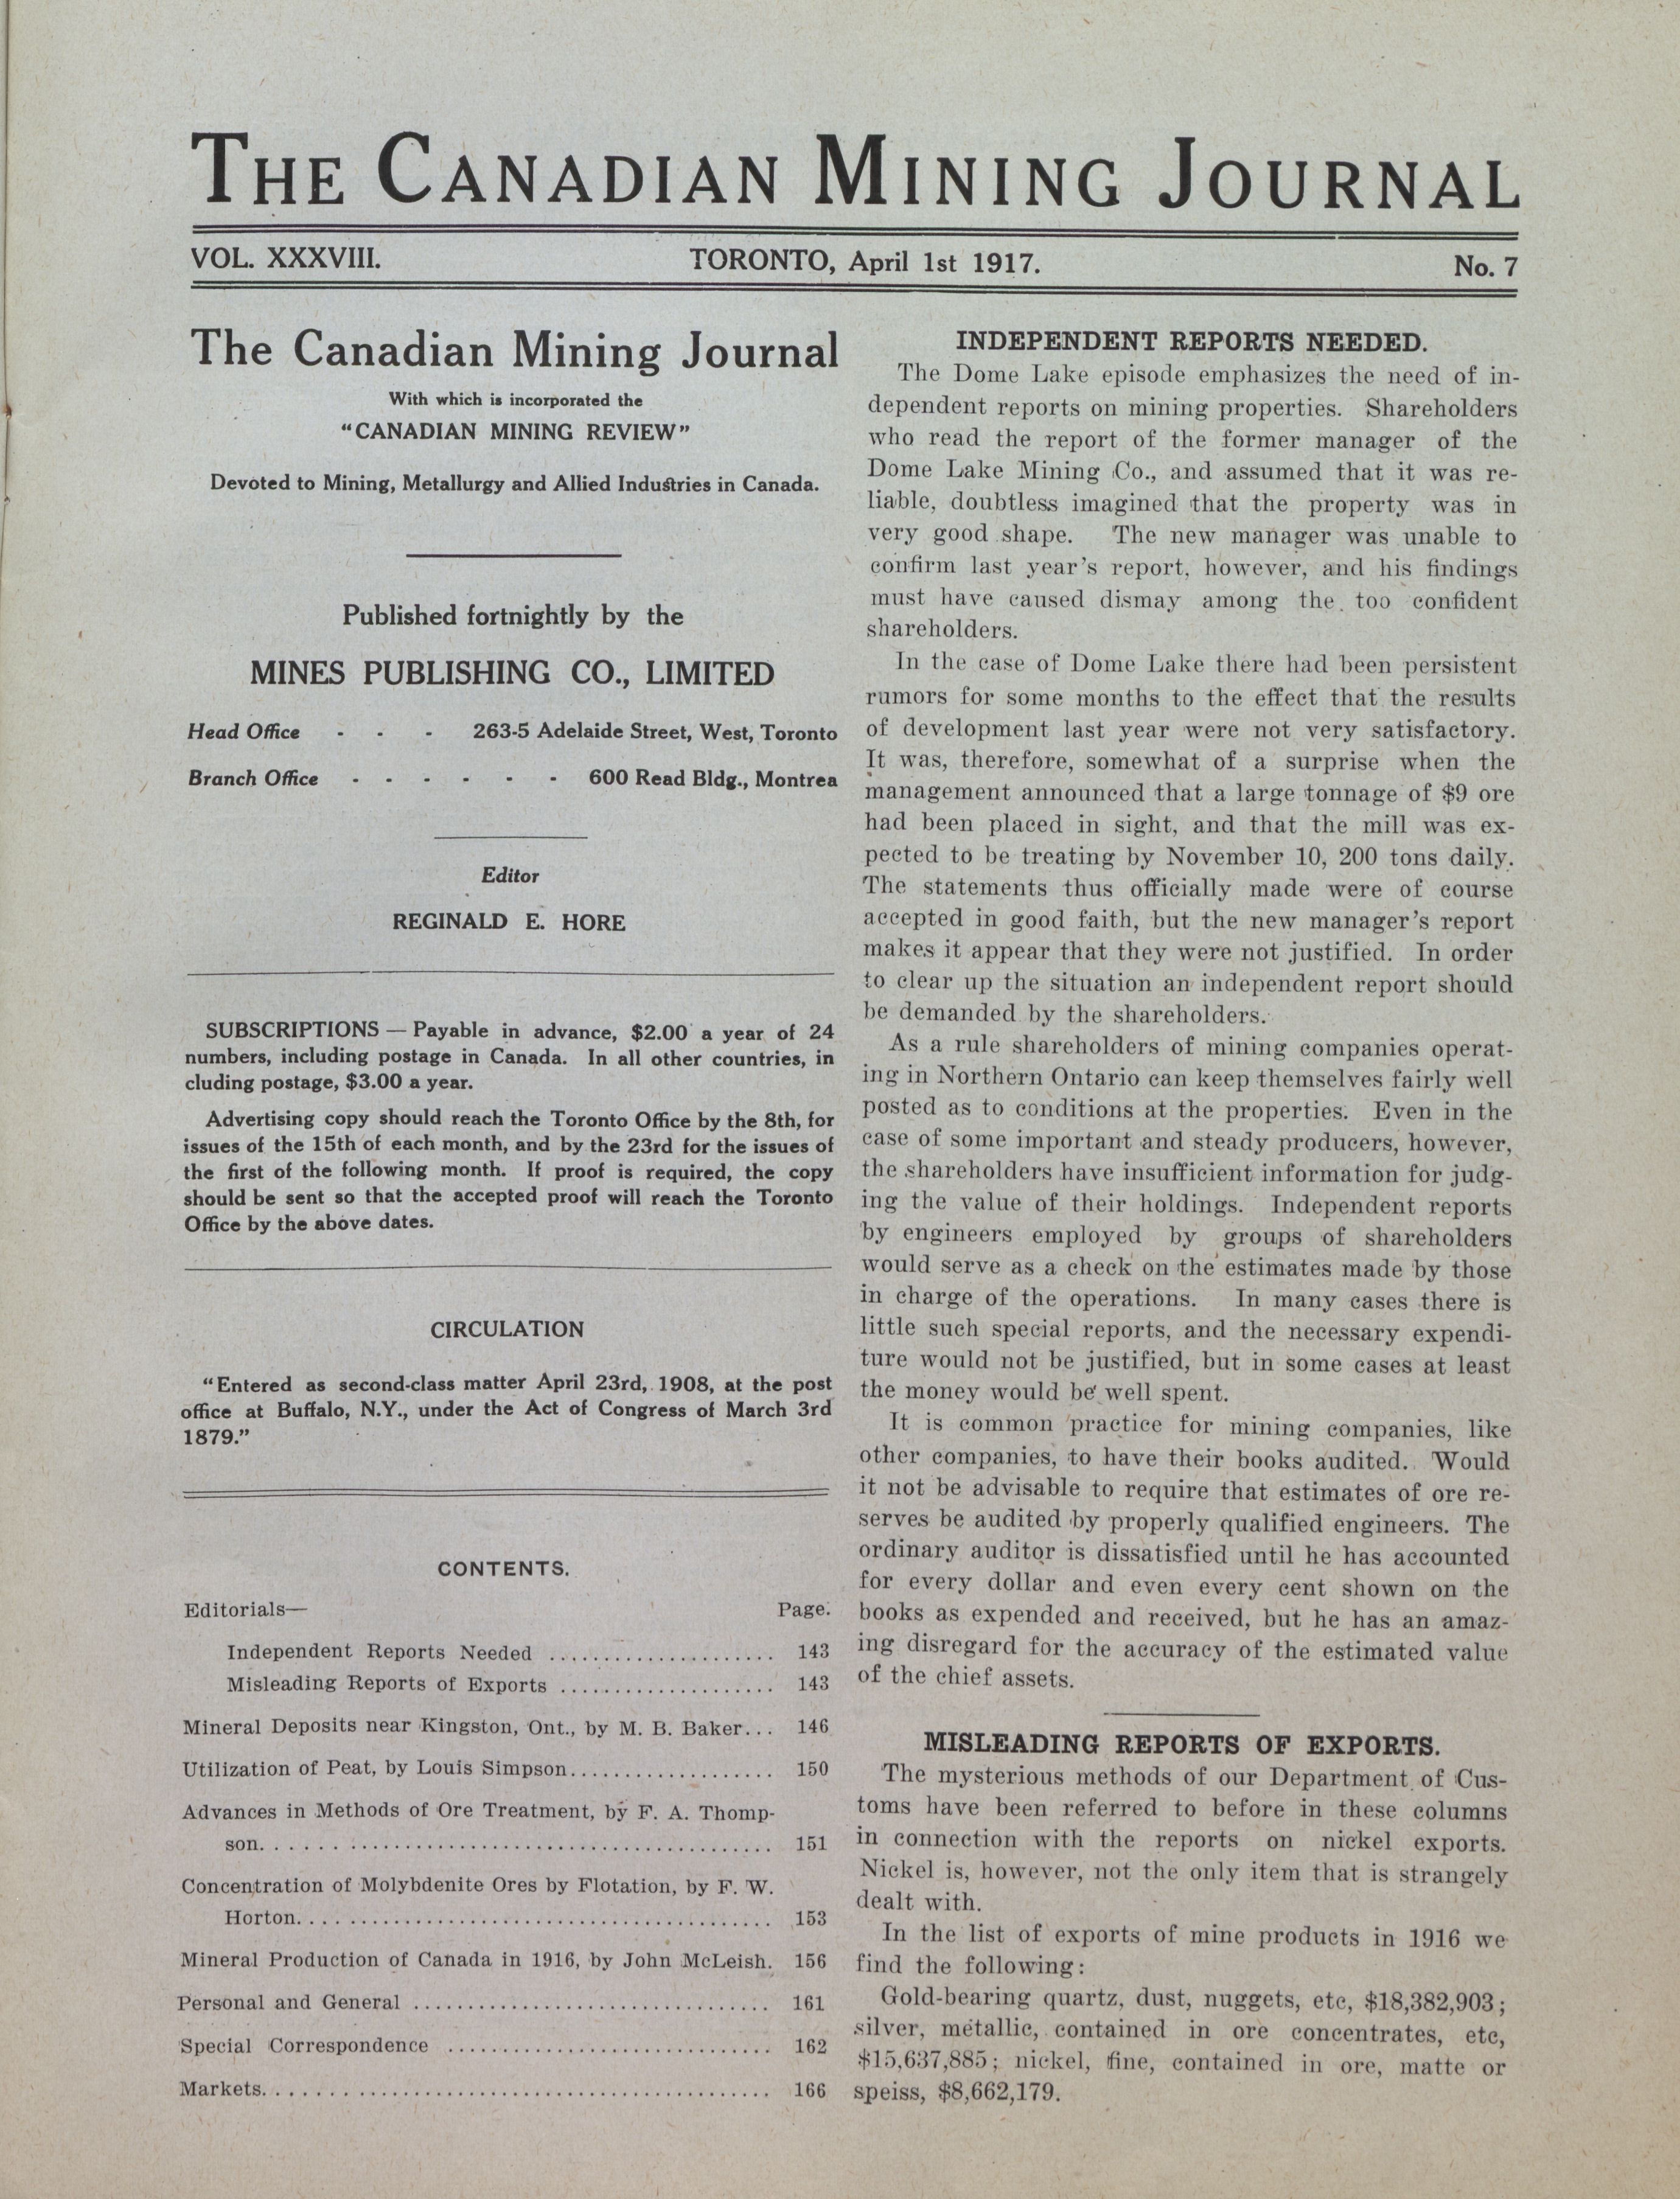 THE CANADIAN MINING JOURNAL
VOL. XXXVIII. TORONTO, April 1st 1917. No. 7
The Canadian Mining Journal
With which is incorporated the
"CANADIAN MINING REVIEW"
Devoted to Mining, Metallurgy and Allied Industries in Canada.
Published fortnightly by the
MINES PUBLISHING CO., LIMITED
Head Office - - - 263-5 Adelaide Street, West, Toronto
Branch Office - - - - - - 600 Read Bldg., Montrea
Editor
REGINALD E. HORE
SUBSCRIPTIONS — Payable in advance, $2.00 a year of 24
numbers, including postage in Canada. In all other countries, in
cluding postage, $3.00 a year.
Advertising copy should reach the Toronto Office by the 8th, for
issues of the 15th of each month, and by the 23rd for the issues of
the first of the following month. If proof is required, the copy
should be sent so that the accepted proof will reach the Toronto
Office by the above dates.
CIRCULATION
"Entered as second-class matter April 23rd, 1908, at the post
office at Buffalo, N.Y., under the Act of Congress of March 3rd
1879."
CONTENTS.
Editorials— Page.
Independent Reports Needed ..................... 143
Misleading Reports of Exports .................... 143
Mineral Deposits near Kingston, Ont., by M. B. Baker... 146
Utilization of Peat, by Louis Simpson................... 150
Advances in Methods of Ore Treatment, by F. A. Thomp-
son. . . . . . ........................................ 151
Concentration of Molybdenite Ores by Flotation, by F. W.
Horton. . . ........................................ 153
Mineral Production of Canada in 1916, by John McLeish. 156
Personal and General ................................. 161
Special Correspondence .............................. 162
Markets. . . . . . . ........................................ 166
INDEPENDENT REPORTS NEEDED.
The Dome Lake episode emphasizes the need of in-
dependent reports on mining properties. Shareholders
who read the report of the former manager of the
Dome Lake Mining Co., and assumed that it was re-
liable, doubtless imagined that the property was in
very good shape. The new manager was unable to
confirm last year's report, however, and his findings
must have caused dismay among the too confident
shareholders.
In the case of Dome Lake there had been persistent
rumors for some months to the effect that the results
of development last year were not very satisfactory.
It was, therefore, somewhat of a surprise when the
management announced that a large tonnage of $9 ore
had been placed in sight, and that the mill was ex-
pected to be treating by November 10, 200 tons daily.
The statements thus officially made were of course
accepted in good faith, but the new manager's report
makes it appear that they were not justified. In order
to clear up the situation an independent report should
be demanded by the shareholders.
As a rule shareholders of mining companies operat-
ing in Northern Ontario can keep themselves fairly well
posted as to conditions at the properties. Even in the
case of some important and steady producers, however,
the shareholders have insufficient information for judg-
ing the value of their holdings. Independent reports
by engineers employed by groups of shareholders
would serve as a check on the estimates made by those
in charge of the operations. In many cases there is
little such special reports, and the necessary expendi-
ture would not be justified, but in some cases at least
the money would be well spent.
It is common practice for mining companies, like
other companies, to have their books audited. Would
it not be advisable to require that estimates of ore re-
serves be audited by properly qualified engineers. The
ordinary auditor is dissatisfied until he has accounted
for every dollar and even every cent shown on the
books as expended and received, but he has an amaz-
ing disregard for the accuracy of the estimated value
of the chief assets.
MISLEADING REPORTS OF EXPORTS.
The mysterious methods of our Department of Cus-
toms have been referred to before in these columns
in connection with the reports on nickel exports.
Nickel is, however, not the only item that is strangely
dealt with.
In the list of exports of mine products in 1916 we
find the following:
Gold-bearing quartz, dust, nuggets, etc, $18,382,903;
silver, metallic, contained in ore concentrates, etc,
$15,637,885; nickel, fine, contained in ore, matte or
speiss, $8,662,179.